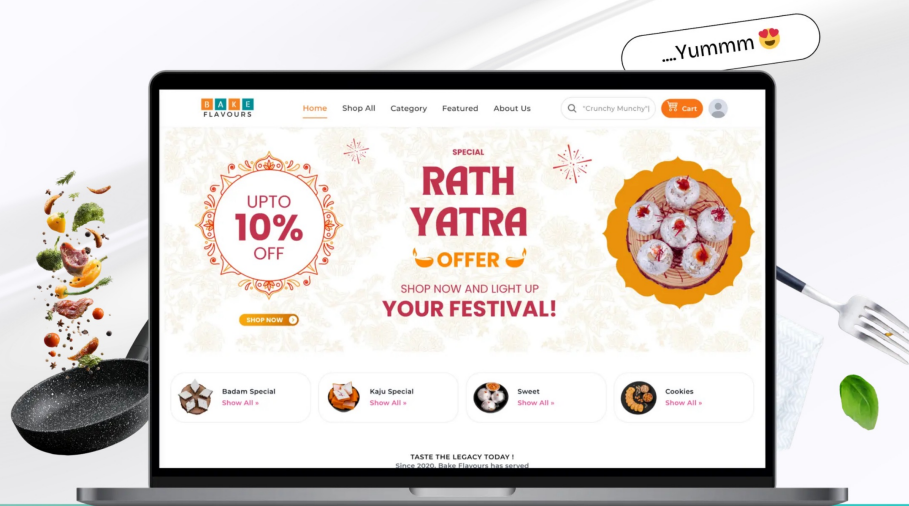 ....Yummm 😍
BAKE
FLAVOURS
Home Shop All Category Featured About Us "Crunchy Munchy"| Cart
UPTO
10%
OFF
SHOP NOW
SPECIAL
RATH
YATRA
OFFER
SHOP NOW AND LIGHT UP
YOUR FESTIVAL!
Badam Special
Show All »
Kaju Special
Show All »
Sweet
Show All »
Cookies
Show All »
TASTE THE LEGACY TODAY !
Since 2020, Bake Flavours has served